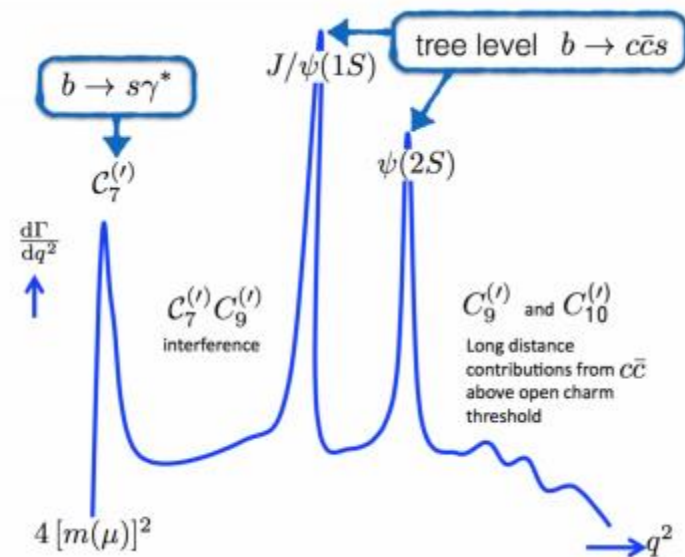 tree level b → cc̄s
J/ψ(1S)
b → sγ*
C₇⁽′⁾
ψ(2S)
dΓ
dq²
C₇⁽′⁾C₉⁽′⁾
interference
C₉⁽′⁾ and C₁₀⁽′⁾
Long distance
contributions from cc̄
above open charm
threshold
4 [m(μ)]²
q²